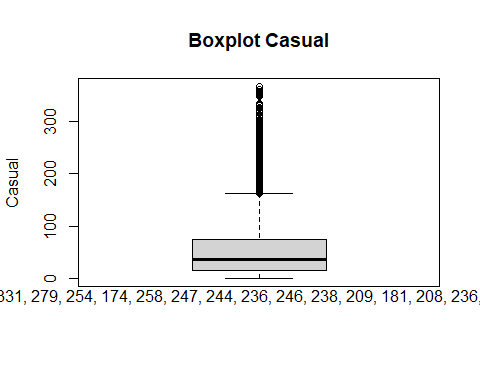 Boxplot Casual
300
200
100
0
Casual
331, 279, 254, 174, 258, 247, 244, 236, 246, 238, 209, 181, 208, 236,